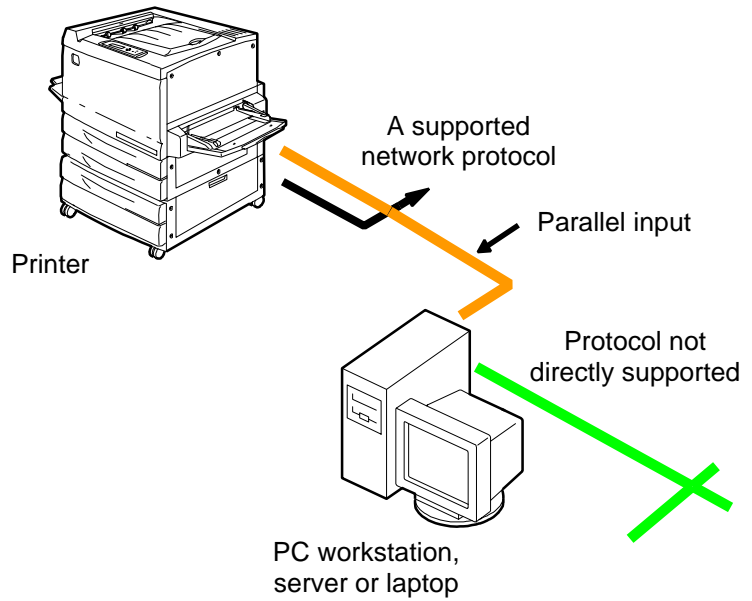 A supported
network protocol
Parallel input
Printer
Protocol not
directly supported
PC workstation,
server or laptop